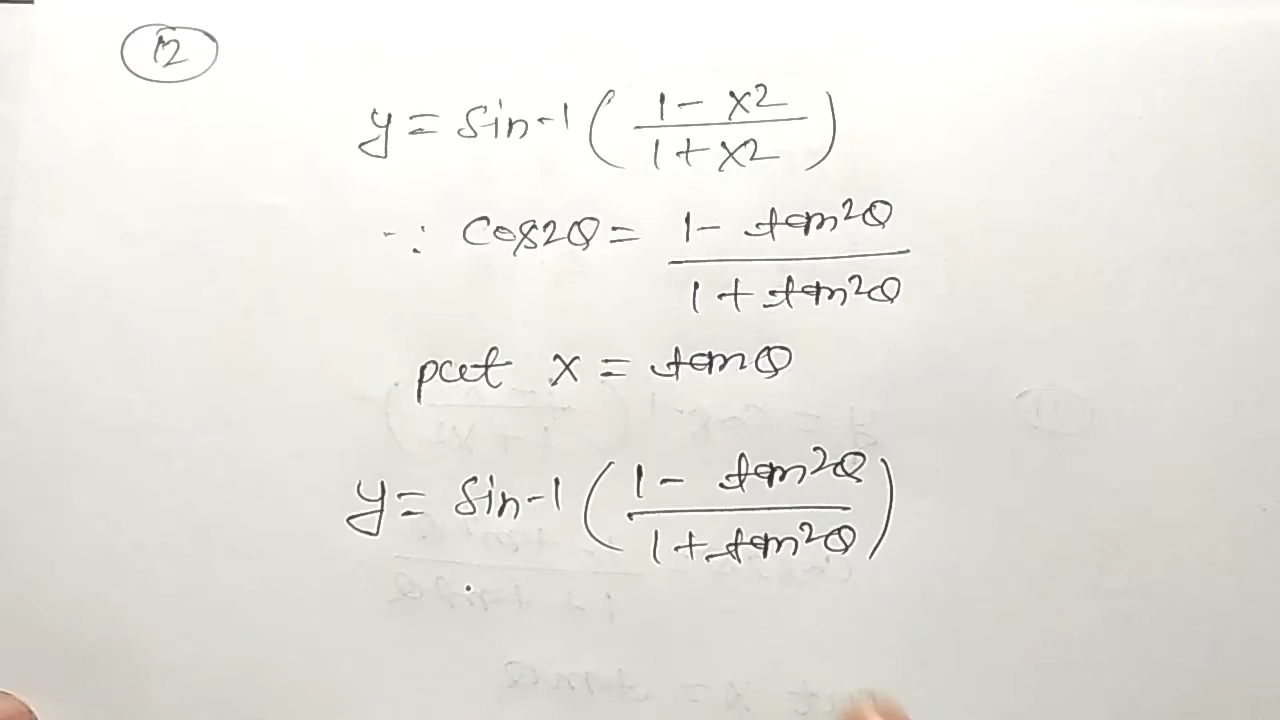 12
y = sin-1 ( 1 - x2 / 1 + x2 )
∵ cos2θ = 1 - tan2θ / 1 + tan2θ
put x = tanθ
y = sin-1 ( 1 - tan2θ / 1 + tan2θ )